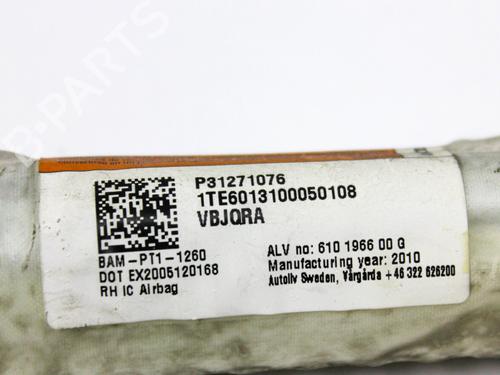 B-PARTS
P31271076
1TE6013100050108
VBJQRA
BAM-PT1-1260
DOT EX2005120168
RH IC Airbag
ALV no: 610 1966 00 G
Manufacturing year: 2010
Autoliv Sweden, Vårgårda +46 322 626200